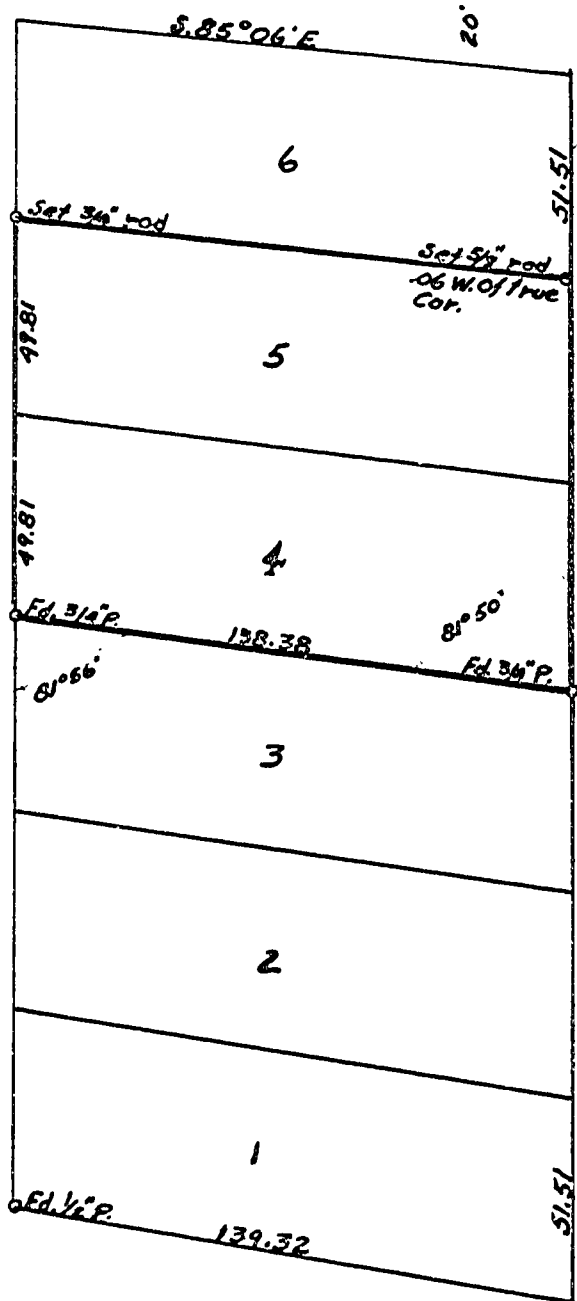 S. 85° 06' E
20'
6
51.51
Set 3/4" rod
Set 5/8" rod
.06 W. Of True
Cor.
49.81
5
49.81
4
81° 50'
Fd. 3/4" P.
138.38
Fd. 3/4" P.
81° 56'
3
2
1
51.51
Fd. 1/2" P.
139.32